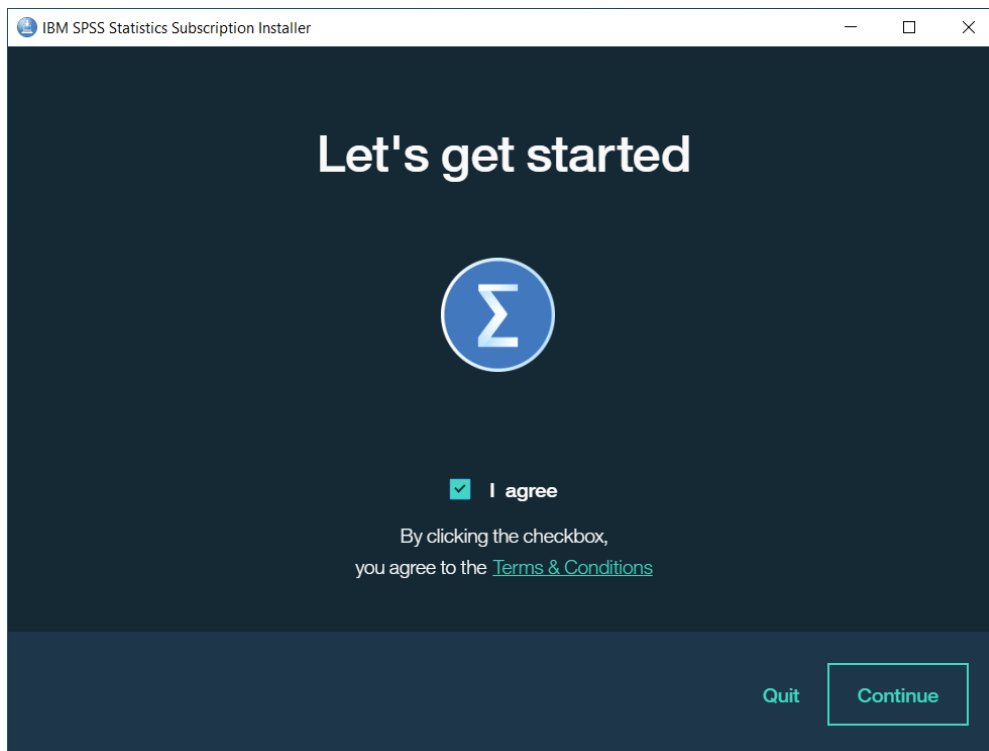 IBM SPSS Statistics Subscription Installer
Let's get started
Σ
I agree
By clicking the checkbox,
you agree to the Terms & Conditions
Quit
Continue